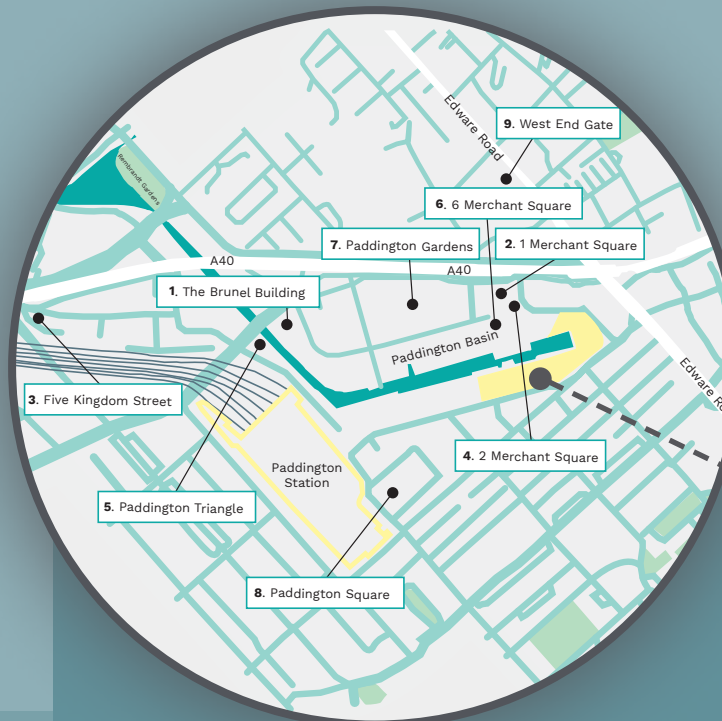 Edware Road
9. West End Gate
Rembrandt Gardens
6. 6 Merchant Square
7. Paddington Gardens
2. 1 Merchant Square
A40
A40
1. The Brunel Building
Paddington Basin
3. Five Kingdom Street
Edware Ro
4. 2 Merchant Square
Paddington
Station
5. Paddington Triangle
8. Paddington Square